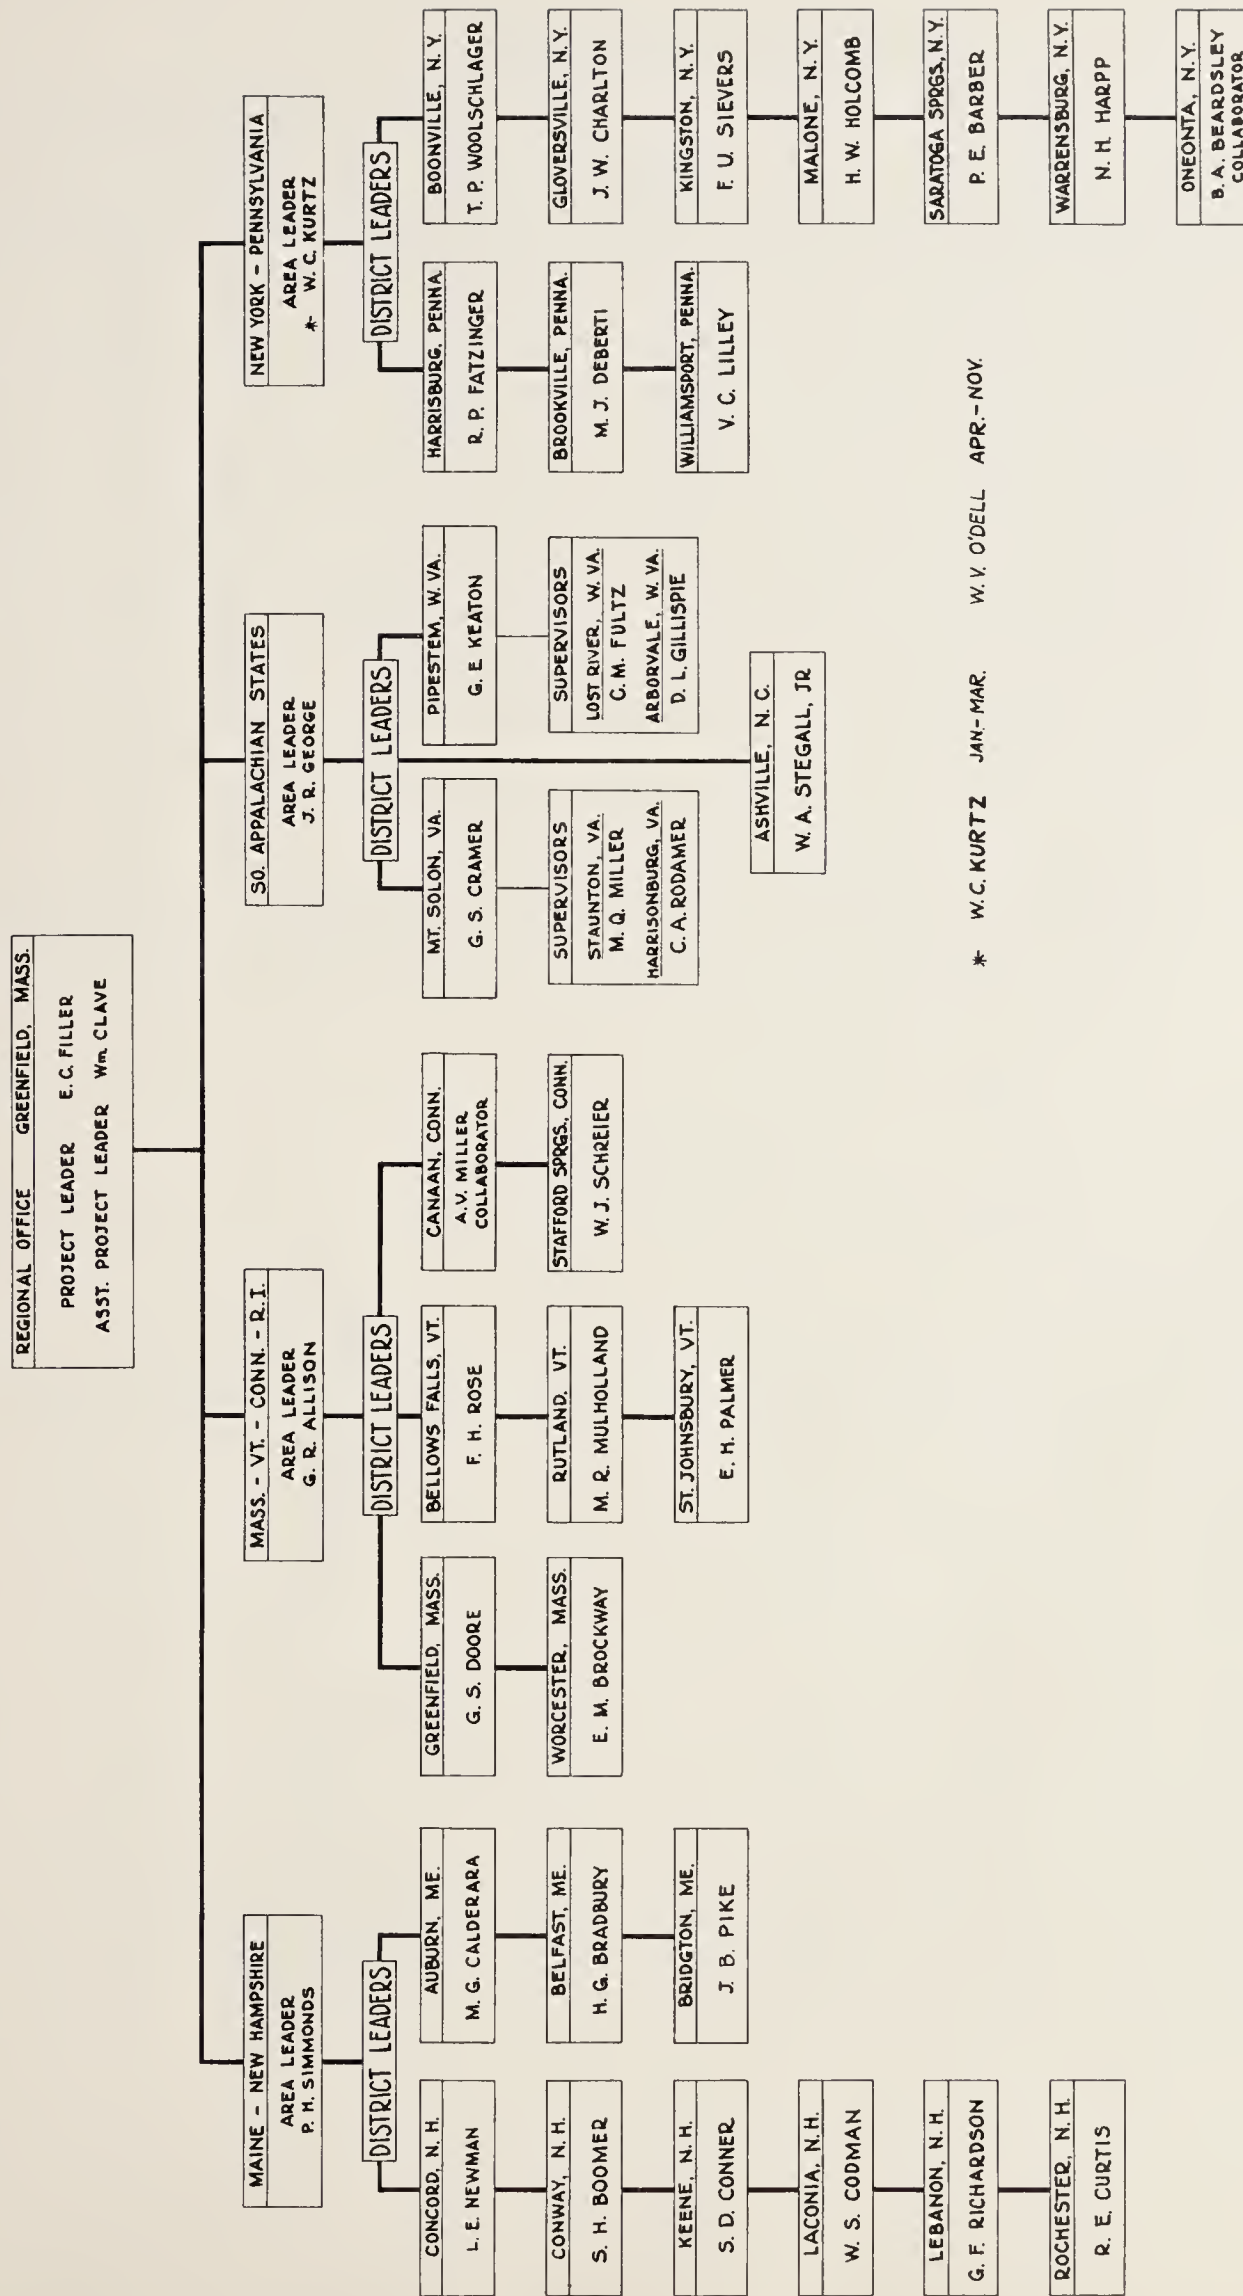 REGIONAL OFFICE GREENFIELD, MASS.
PROJECT LEADER E. C. FILLER
ASST. PROJECT LEADER Wm. CLAVE
MAINE - NEW HAMPSHIRE
AREA LEADER
P. H. SIMMONDS
DISTRICT LEADERS
CONCORD, N. H.
L. E. NEWMAN
CONWAY, N. H.
S. H. BOOMER
KEENE, N. H.
S. D. CONNER
LACONIA, N. H.
W. S. CODMAN
LEBANON, N. H.
G. F. RICHARDSON
ROCHESTER, N. H.
R. E. CURTIS
AUBURN, ME.
M. G. CALDERARA
BELFAST, ME.
H. G. BRADBURY
BRIDGTON, ME.
J. B. PIKE
MASS. - VT. - CONN. - R. I.
AREA LEADER
G. R. ALLISON
DISTRICT LEADERS
GREENFIELD, MASS.
G. S. DOORE
WORCESTER, MASS.
E. M. BROCKWAY
BELLOWS FALLS, VT.
F. H. ROSE
RUTLAND, VT.
M. R. MULHOLLAND
ST. JOHNSBURY, VT.
E. H. PALMER
CANAAN, CONN.
A. V. MILLER
COLLABORATOR
STAFFORD SPRGS., CONN.
W. J. SCHREIER
SO. APPALACHIAN STATES
AREA LEADER
J. R. GEORGE
DISTRICT LEADERS
MT. SOLON, VA.
G. S. CRAMER
SUPERVISORS
STAUNTON, VA.
M. Q. MILLER
HARRISONBURG, VA.
C. A. RODAMER
PIPESTEM, W. VA.
G. E. KEATON
SUPERVISORS
LOST RIVER, W. VA.
C. M. FULTZ
ARBORVALE, W. VA.
D. L. GILLISPIE
ASHVILLE, N. C.
W. A. STEGALL, JR
NEW YORK - PENNSYLVANIA
AREA LEADER
* W. C. KURTZ
DISTRICT LEADERS
HARRISBURG, PENNA.
R. P. FATZINGER
BROOKVILLE, PENNA.
M. J. DEBERTI
WILLIAMSPORT, PENNA.
V. C. LILLEY
BOONVILLE, N. Y.
T. P. WOOLSCHLAGER
GLOVERSVILLE, N. Y.
J. W. CHARLTON
KINGSTON, N. Y.
F. U. SIEVERS
MALONE, N. Y.
H. W. HOLCOMB
SARATOGA SPRGS, N. Y.
P. E. BARBER
WARRENSBURG, N. Y.
N. H. HARPP
ONEONTA, N. Y.
B. A. BEARDSLEY
COLLABORATOR
* W. C. KURTZ JAN.-MAR. W. V. O'DELL APR.-NOV.